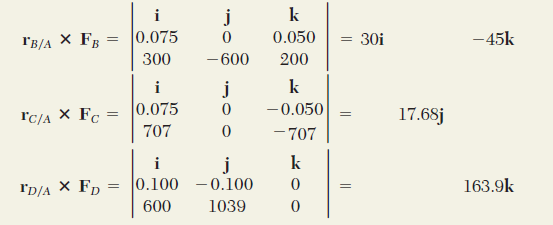 i j k
r_B/A × F_B = |0.075 0 0.050| = 30i −45k
300 −600 200
i j k
r_C/A × F_C = |0.075 0 −0.050| = 17.68j
707 0 −707
i j k
r_D/A × F_D = |0.100 −0.100 0| = 163.9k
600 1039 0